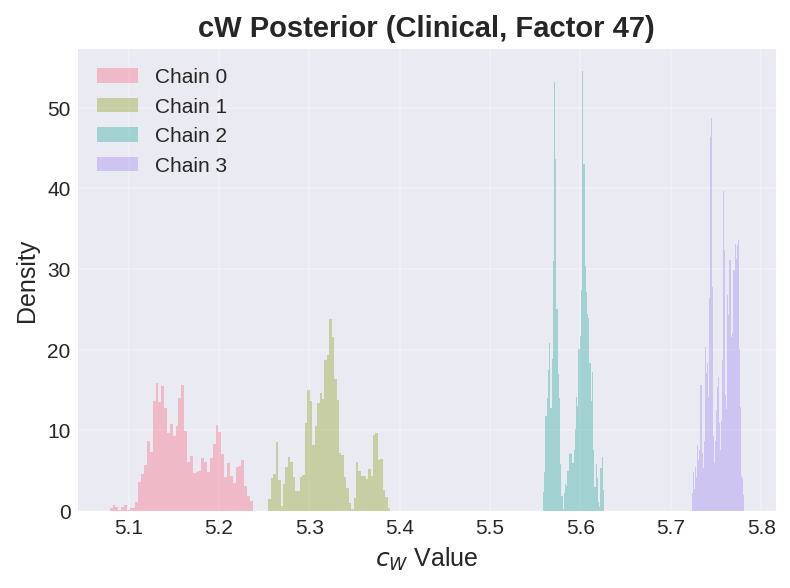 cW Posterior (Clinical, Factor 47)
Chain 0
Chain 1
Chain 2
Chain 3
Density
50
40
30
20
10
0
5.1 5.2 5.3 5.4 5.5 5.6 5.7 5.8
c_W Value